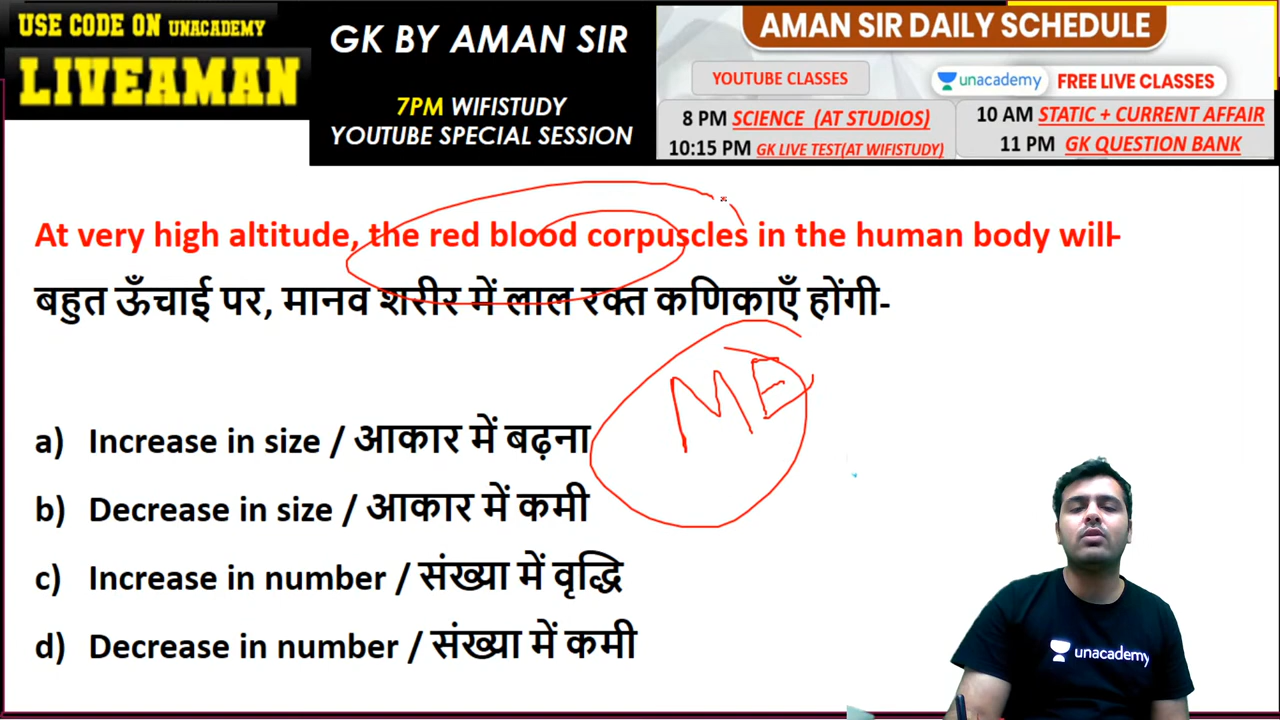 USE CODE ON UNACADEMY
LIVEAMAN
GK BY AMAN SIR
7PM WIFISTUDY
YOUTUBE SPECIAL SESSION
AMAN SIR DAILY SCHEDULE
YOUTUBE CLASSES
unacademy FREE LIVE CLASSES
8 PM SCIENCE (AT STUDIOS)
10:15 PM GK LIVE TEST(AT WIFISTUDY)
10 AM STATIC + CURRENT AFFAIR
11 PM GK QUESTION BANK
At very high altitude, the red blood corpuscles in the human body will-
बहुत ऊँचाई पर, मानव शरीर में लाल रक्त कणिकाएँ होंगी-
ME
a) Increase in size / आकार में बढ़ना
b) Decrease in size / आकार में कमी
c) Increase in number / संख्या में वृद्धि
d) Decrease in number / संख्या में कमी
unacademy